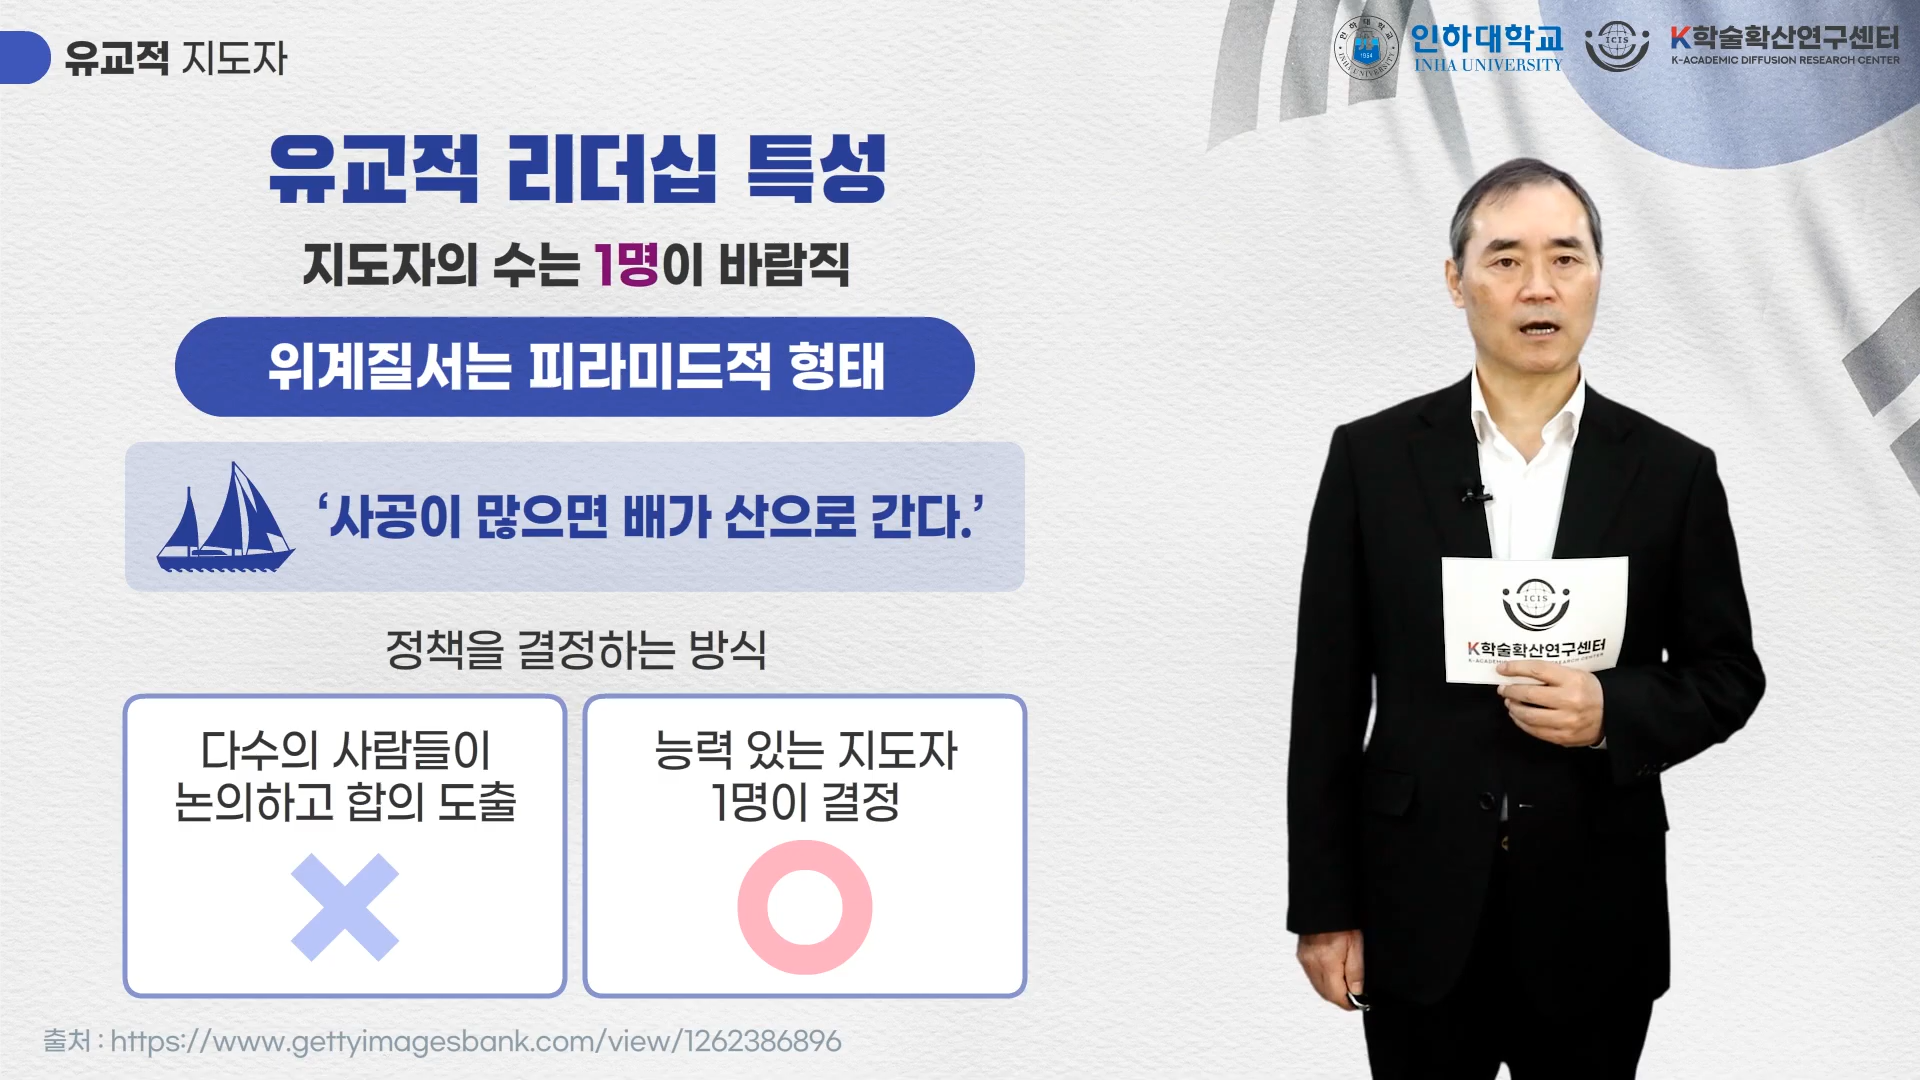 유교적 지도자
인하대학교
INHA UNIVERSITY
1954
ICIS
K학술확산연구센터
K-ACADEMIC DIFFUSION RESEARCH CENTER
유교적 리더십 특성
지도자의 수는 1명이 바람직
위계질서는 피라미드적 형태
‘사공이 많으면 배가 산으로 간다.’
정책을 결정하는 방식
다수의 사람들이
논의하고 합의 도출
능력 있는 지도자
1명이 결정
ICIS
K학술확산연구센터
출처 : https://www.gettyimagesbank.com/view/1262386896